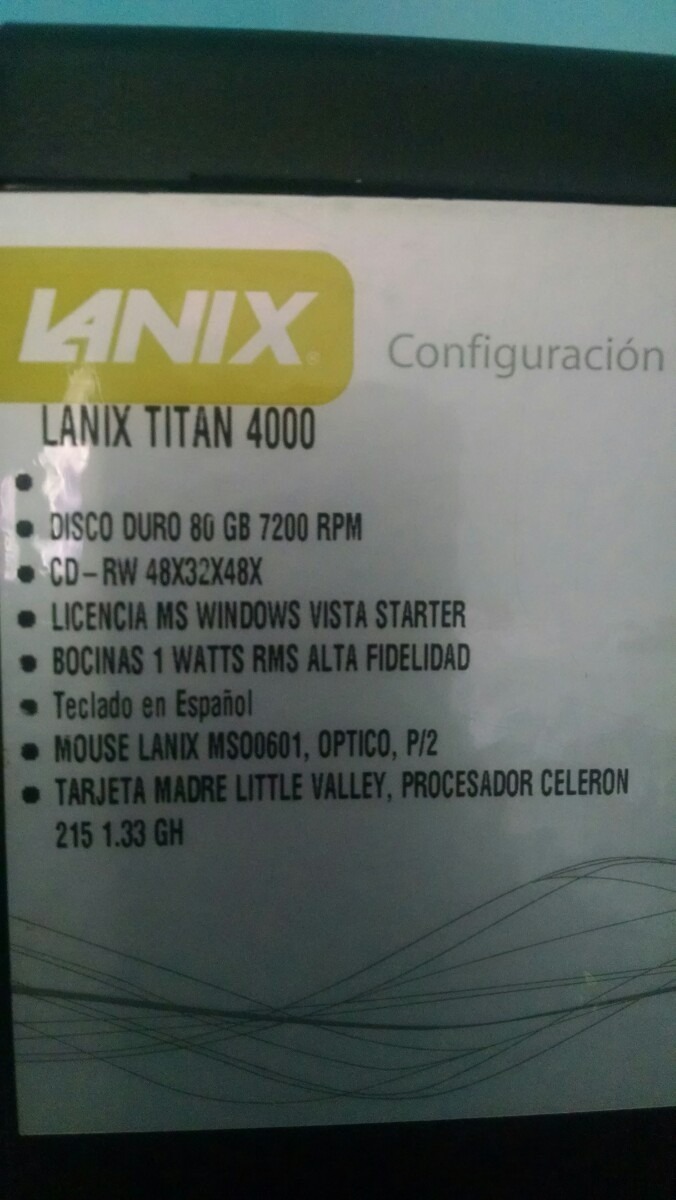 LANIX
Configuración
LANIX TITAN 4000
•
• DISCO DURO 80 GB 7200 RPM
• CD-RW 48X32X48X
• LICENCIA MS WINDOWS VISTA STARTER
• BOCINAS 1 WATTS RMS ALTA FIDELIDAD
• Teclado en Español
• MOUSE LANIX MS00601, OPTICO, P/2
• TARJETA MADRE LITTLE VALLEY, PROCESADOR CELERON
215 1.33 GH